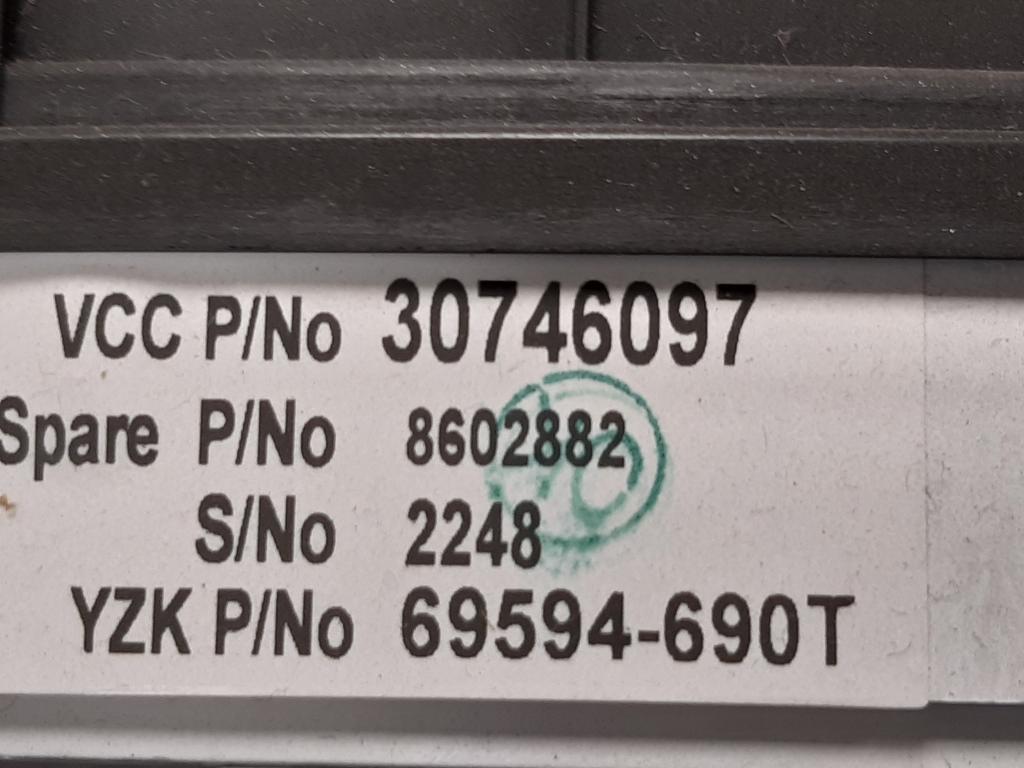 VCC P/No 30746097
Spare P/No 8602882
S/No 2248
YZK P/No 69594-690T